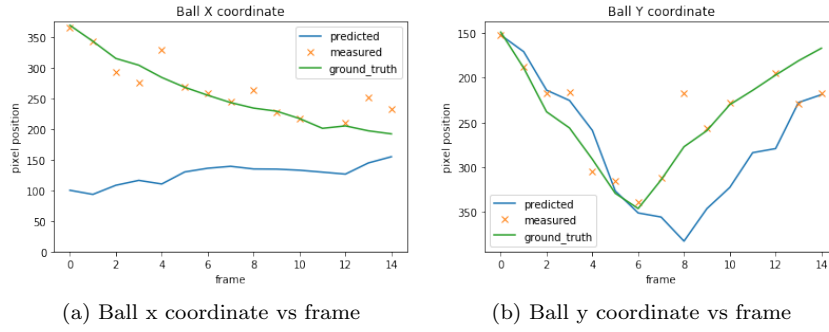 Ball X coordinate
pixel position
350
300
250
200
150
100
50
0
predicted
measured
ground_truth
0 2 4 6 8 10 12 14
frame
(a) Ball x coordinate vs frame
Ball Y coordinate
pixel position
150
200
250
300
350
predicted
measured
ground_truth
0 2 4 6 8 10 12 14
frame
(b) Ball y coordinate vs frame